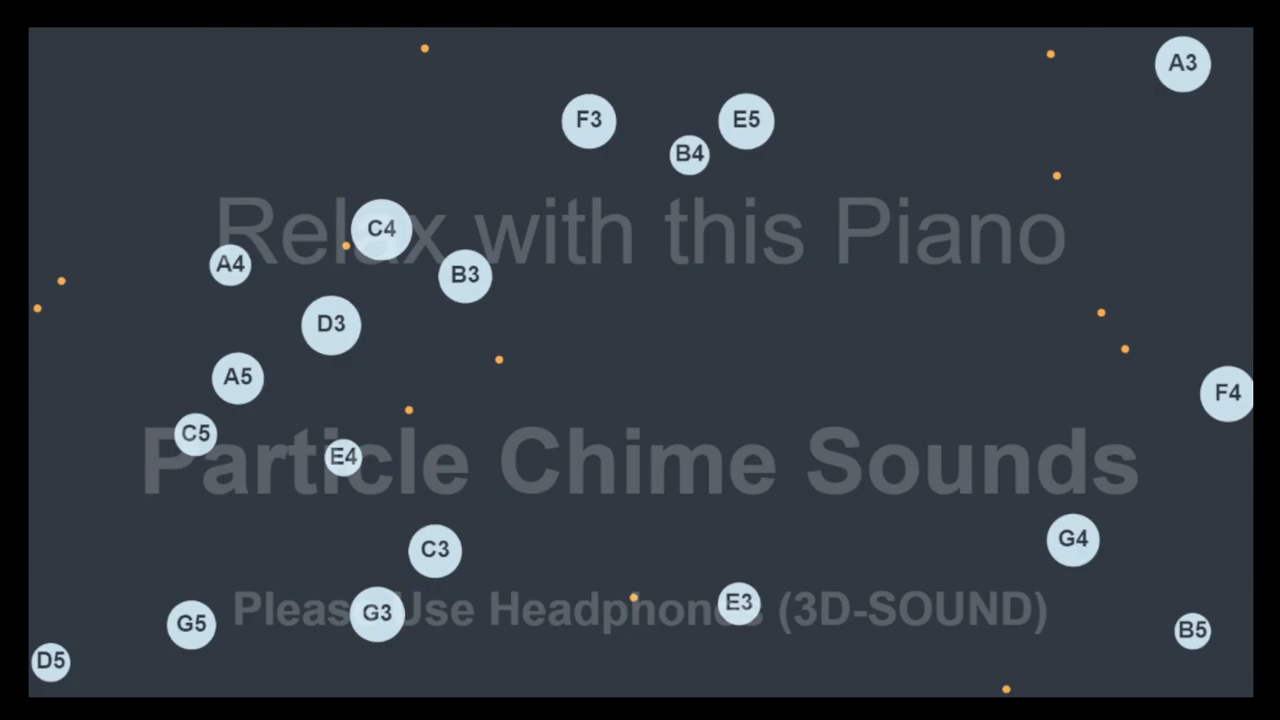 A3
F3
E5
B4
Relax with this Piano
C4
A4
B3
D3
A5
F4
C5
Particle Chime Sounds
E4
G4
C3
Please Use Headphones (3D-SOUND)
E3
G3
G5
B5
D5